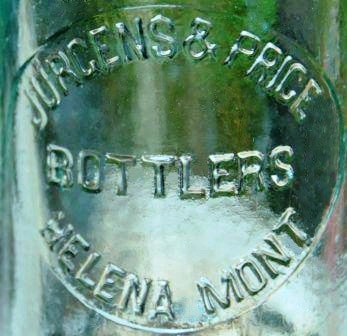 JURGENS & PRICE
BOTTLERS
HELENA MONT